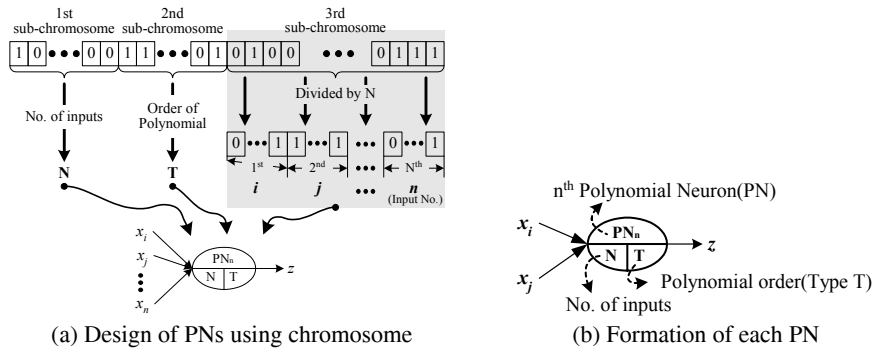 1st
sub-chromosome
2nd
sub-chromosome
3rd
sub-chromosome
1 0 ••• 0 0 1 1 ••• 0 1 0 1 0 0 ••• 0 1 1 1
No. of inputs
Order of
Polynomial
Divided by N
0 ••• 1 1 ••• 1 ••• 0 ••• 1
1st 2nd ••• Nth
N T i j ••• n
(Input No.)
xi
xj
xn
PNn
N T
z
(a) Design of PNs using chromosome
nth Polynomial Neuron(PN)
xi
xj
PNn
N T
z
Polynomial order(Type T)
No. of inputs
(b) Formation of each PN